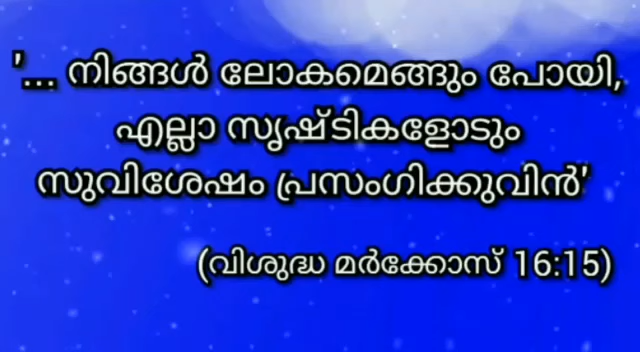 '... നിങ്ങൾ ലോകമെങ്ങും പോയി,
എല്ലാ സൃഷ്ടികളോടും
സുവിശേഷം പ്രസംഗിക്കുവിൻ'
(വിശുദ്ധ മർക്കോസ് 16:15)